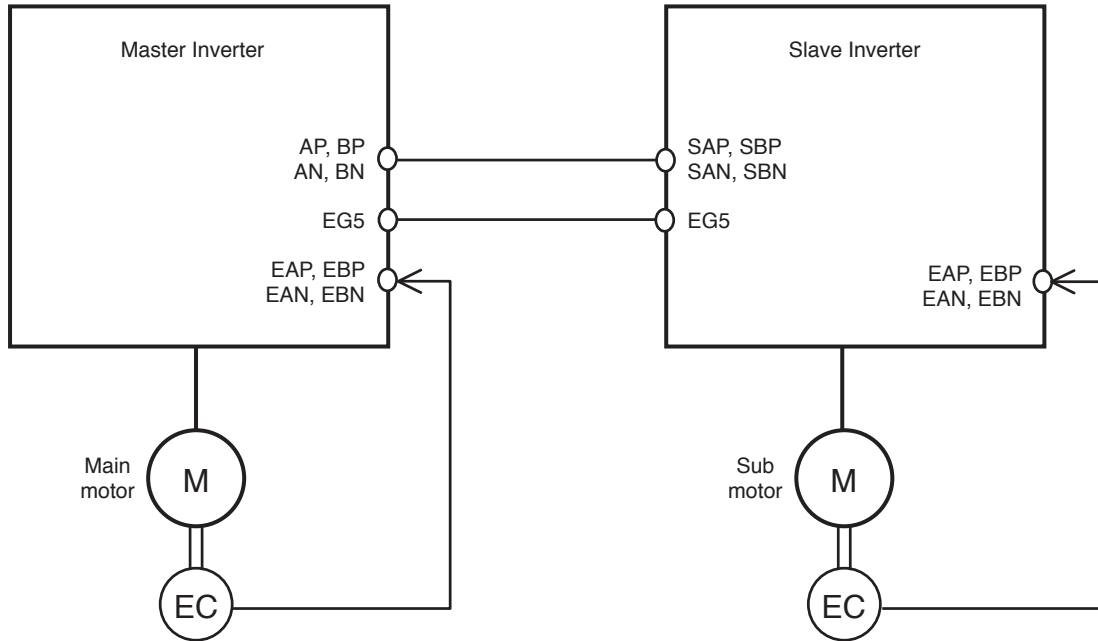 Master Inverter
AP, BP
AN, BN
EG5
EAP, EBP
EAN, EBN
Main
motor
M
EC
Slave Inverter
SAP, SBP
SAN, SBN
EG5
EAP, EBP
EAN, EBN
Sub
motor
M
EC